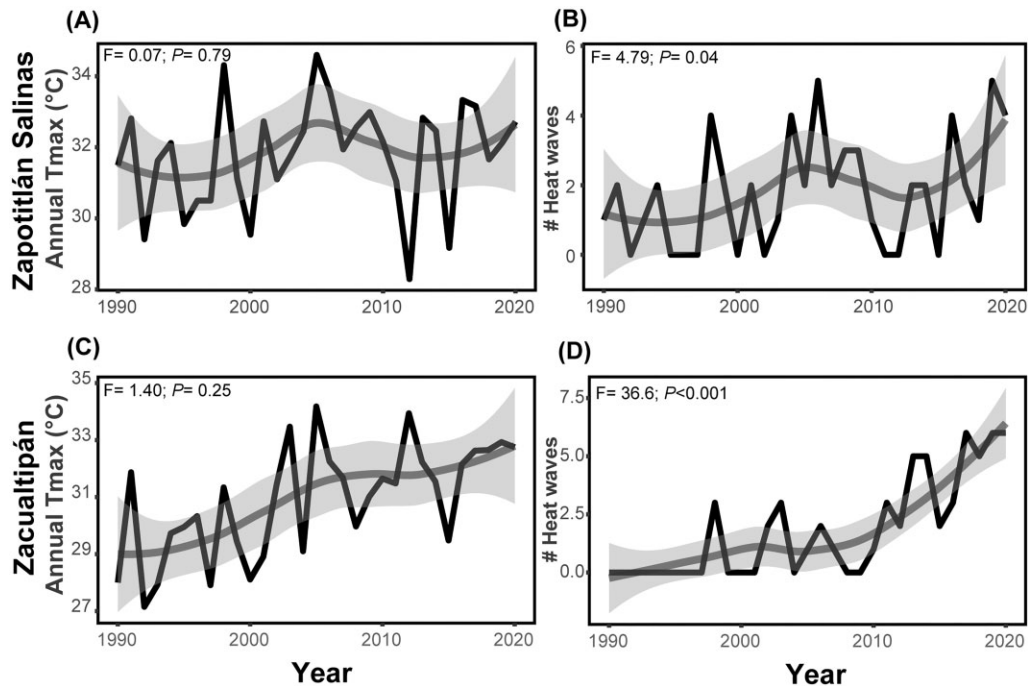 (A)
(B)
Zapotitlán Salinas
Annual Tmax (°C)
F= 0.07; P= 0.79
34
32
30
28
1990
2000
2010
2020
# Heat waves
F= 4.79; P= 0.04
6
4
2
0
1990
2000
2010
2020
(C)
(D)
Zacualtipán
Annual Tmax (°C)
F= 1.40; P= 0.25
35
33
31
29
27
1990
2000
2010
2020
Year
# Heat waves
F= 36.6; P<0.001
7.5
5.0
2.5
0.0
1990
2000
2010
2020
Year